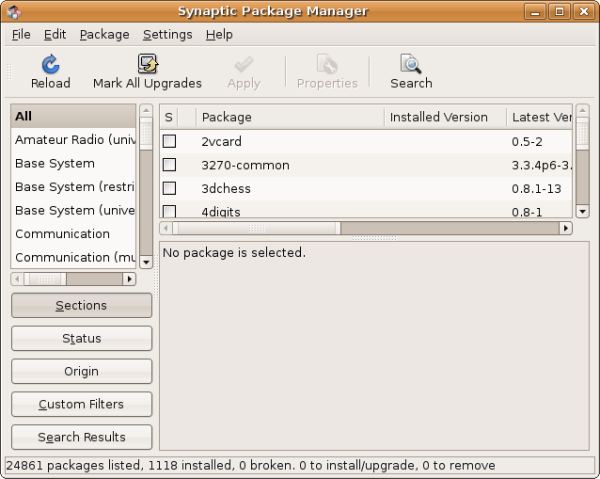 Synaptic Package Manager
File Edit Package Settings Help
Reload Mark All Upgrades Apply Properties Search
All
Amateur Radio (univ
Base System
Base System (restri
Base System (unive
Communication
Communication (mu
S Package Installed Version Latest Ver
2vcard 0.5-2
3270-common 3.3.4p6-3.
3dchess 0.8.1-13
4digits 0.8-1
No package is selected.
Sections
Status
Origin
Custom Filters
Search Results
24861 packages listed, 1118 installed, 0 broken. 0 to install/upgrade, 0 to remove